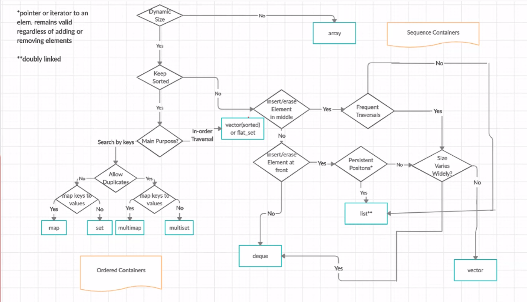 *pointer or iterator to an
elem. remains valid
regardless of adding or
removing elements
**doubly linked
Dynamic
Size
No
array
Sequence Containers
Yes
Keep
Sorted
No
Yes
Main Purpose?
In-order
Traversal
vector(sorted)
or flat_set
Insert/erase
Element
in middle
Yes
Frequent
Traversals
No
Yes
No
Insert/erase
Element at
front
Yes
Persistent
Positons*
No
Size
Varies
Widely?
Yes
No
No
list**
Search by keys
Allow
Duplicates
No
Yes
map keys to
values
map keys to
values
Yes
No
Yes
No
map
set
multimap
multiset
deque
Yes
vector
Ordered Containers